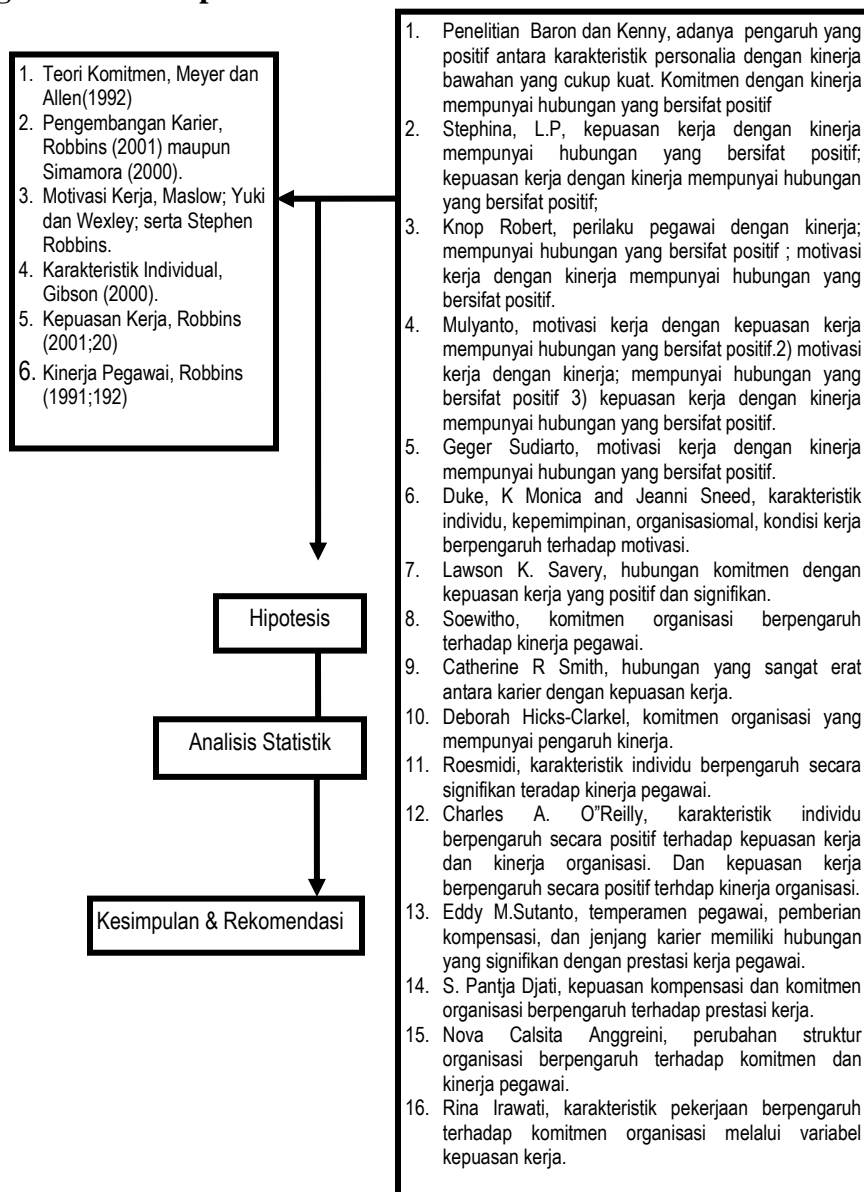 1. Teori Komitmen, Meyer dan
Allen(1992)
2. Pengembangan Karier,
Robbins (2001) maupun
Simamora (2000).
3. Motivasi Kerja, Maslow; Yuki
dan Wexley; serta Stephen
Robbins.
4. Karakteristik Individual,
Gibson (2000).
5. Kepuasan Kerja, Robbins
(2001;20)
6. Kinerja Pegawai, Robbins
(1991;192)
Hipotesis
Analisis Statistik
Kesimpulan & Rekomendasi
1. Penelitian Baron dan Kenny, adanya pengaruh yang
positif antara karakteristik personalia dengan kinerja
bawahan yang cukup kuat. Komitmen dengan kinerja
mempunyai hubungan yang bersifat positif
2. Stephina, L.P, kepuasan kerja dengan kinerja
mempunyai hubungan yang bersifat positif;
kepuasan kerja dengan kinerja mempunyai hubungan
yang bersifat positif;
3. Knop Robert, perilaku pegawai dengan kinerja;
mempunyai hubungan yang bersifat positif ; motivasi
kerja dengan kinerja mempunyai hubungan yang
bersifat positif.
4. Mulyanto, motivasi kerja dengan kepuasan kerja
mempunyai hubungan yang bersifat positif.2) motivasi
kerja dengan kinerja; mempunyai hubungan yang
bersifat positif 3) kepuasan kerja dengan kinerja
mempunyai hubungan yang bersifat positif.
5. Geger Sudiarto, motivasi kerja dengan kinerja
mempunyai hubungan yang bersifat positif.
6. Duke, K Monica and Jeanni Sneed, karakteristik
individu, kepemimpinan, organisasiomal, kondisi kerja
berpengaruh terhadap motivasi.
7. Lawson K. Savery, hubungan komitmen dengan
kepuasan kerja yang positif dan signifikan.
8. Soewitho, komitmen organisasi berpengaruh
terhadap kinerja pegawai.
9. Catherine R Smith, hubungan yang sangat erat
antara karier dengan kepuasan kerja.
10. Deborah Hicks-Clarkel, komitmen organisasi yang
mempunyai pengaruh kinerja.
11. Roesmidi, karakteristik individu berpengaruh secara
signifikan teradap kinerja pegawai.
12. Charles A. O"Reilly, karakteristik individu
berpengaruh secara positif terhadap kepuasan kerja
dan kinerja organisasi. Dan kepuasan kerja
berpengaruh secara positif terhdap kinerja organisasi.
13. Eddy M.Sutanto, temperamen pegawai, pemberian
kompensasi, dan jenjang karier memiliki hubungan
yang signifikan dengan prestasi kerja pegawai.
14. S. Pantja Djati, kepuasan kompensasi dan komitmen
organisasi berpengaruh terhadap prestasi kerja.
15. Nova Calsita Anggreini, perubahan struktur
organisasi berpengaruh terhadap komitmen dan
kinerja pegawai.
16. Rina Irawati, karakteristik pekerjaan berpengaruh
terhadap komitmen organisasi melalui variabel
kepuasan kerja.